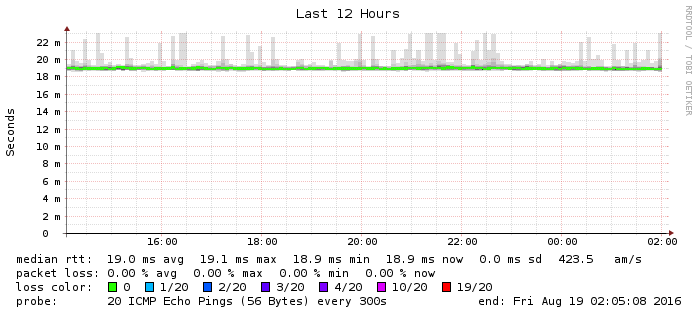 Last 12 Hours
RRDTOOL / TOBI OETIKER
Seconds
22 m
20 m
18 m
16 m
14 m
12 m
10 m
8 m
6 m
4 m
2 m
0
16:00 18:00 20:00 22:00 00:00 02:00
median rtt: 19.0 ms avg 19.1 ms max 18.9 ms min 18.9 ms now 0.0 ms sd 423.5 am/s
packet loss: 0.00 % avg 0.00 % max 0.00 % min 0.00 % now
loss color: 0 1/20 2/20 3/20 4/20 10/20 19/20
probe: 20 ICMP Echo Pings (56 Bytes) every 300s end: Fri Aug 19 02:05:08 2016